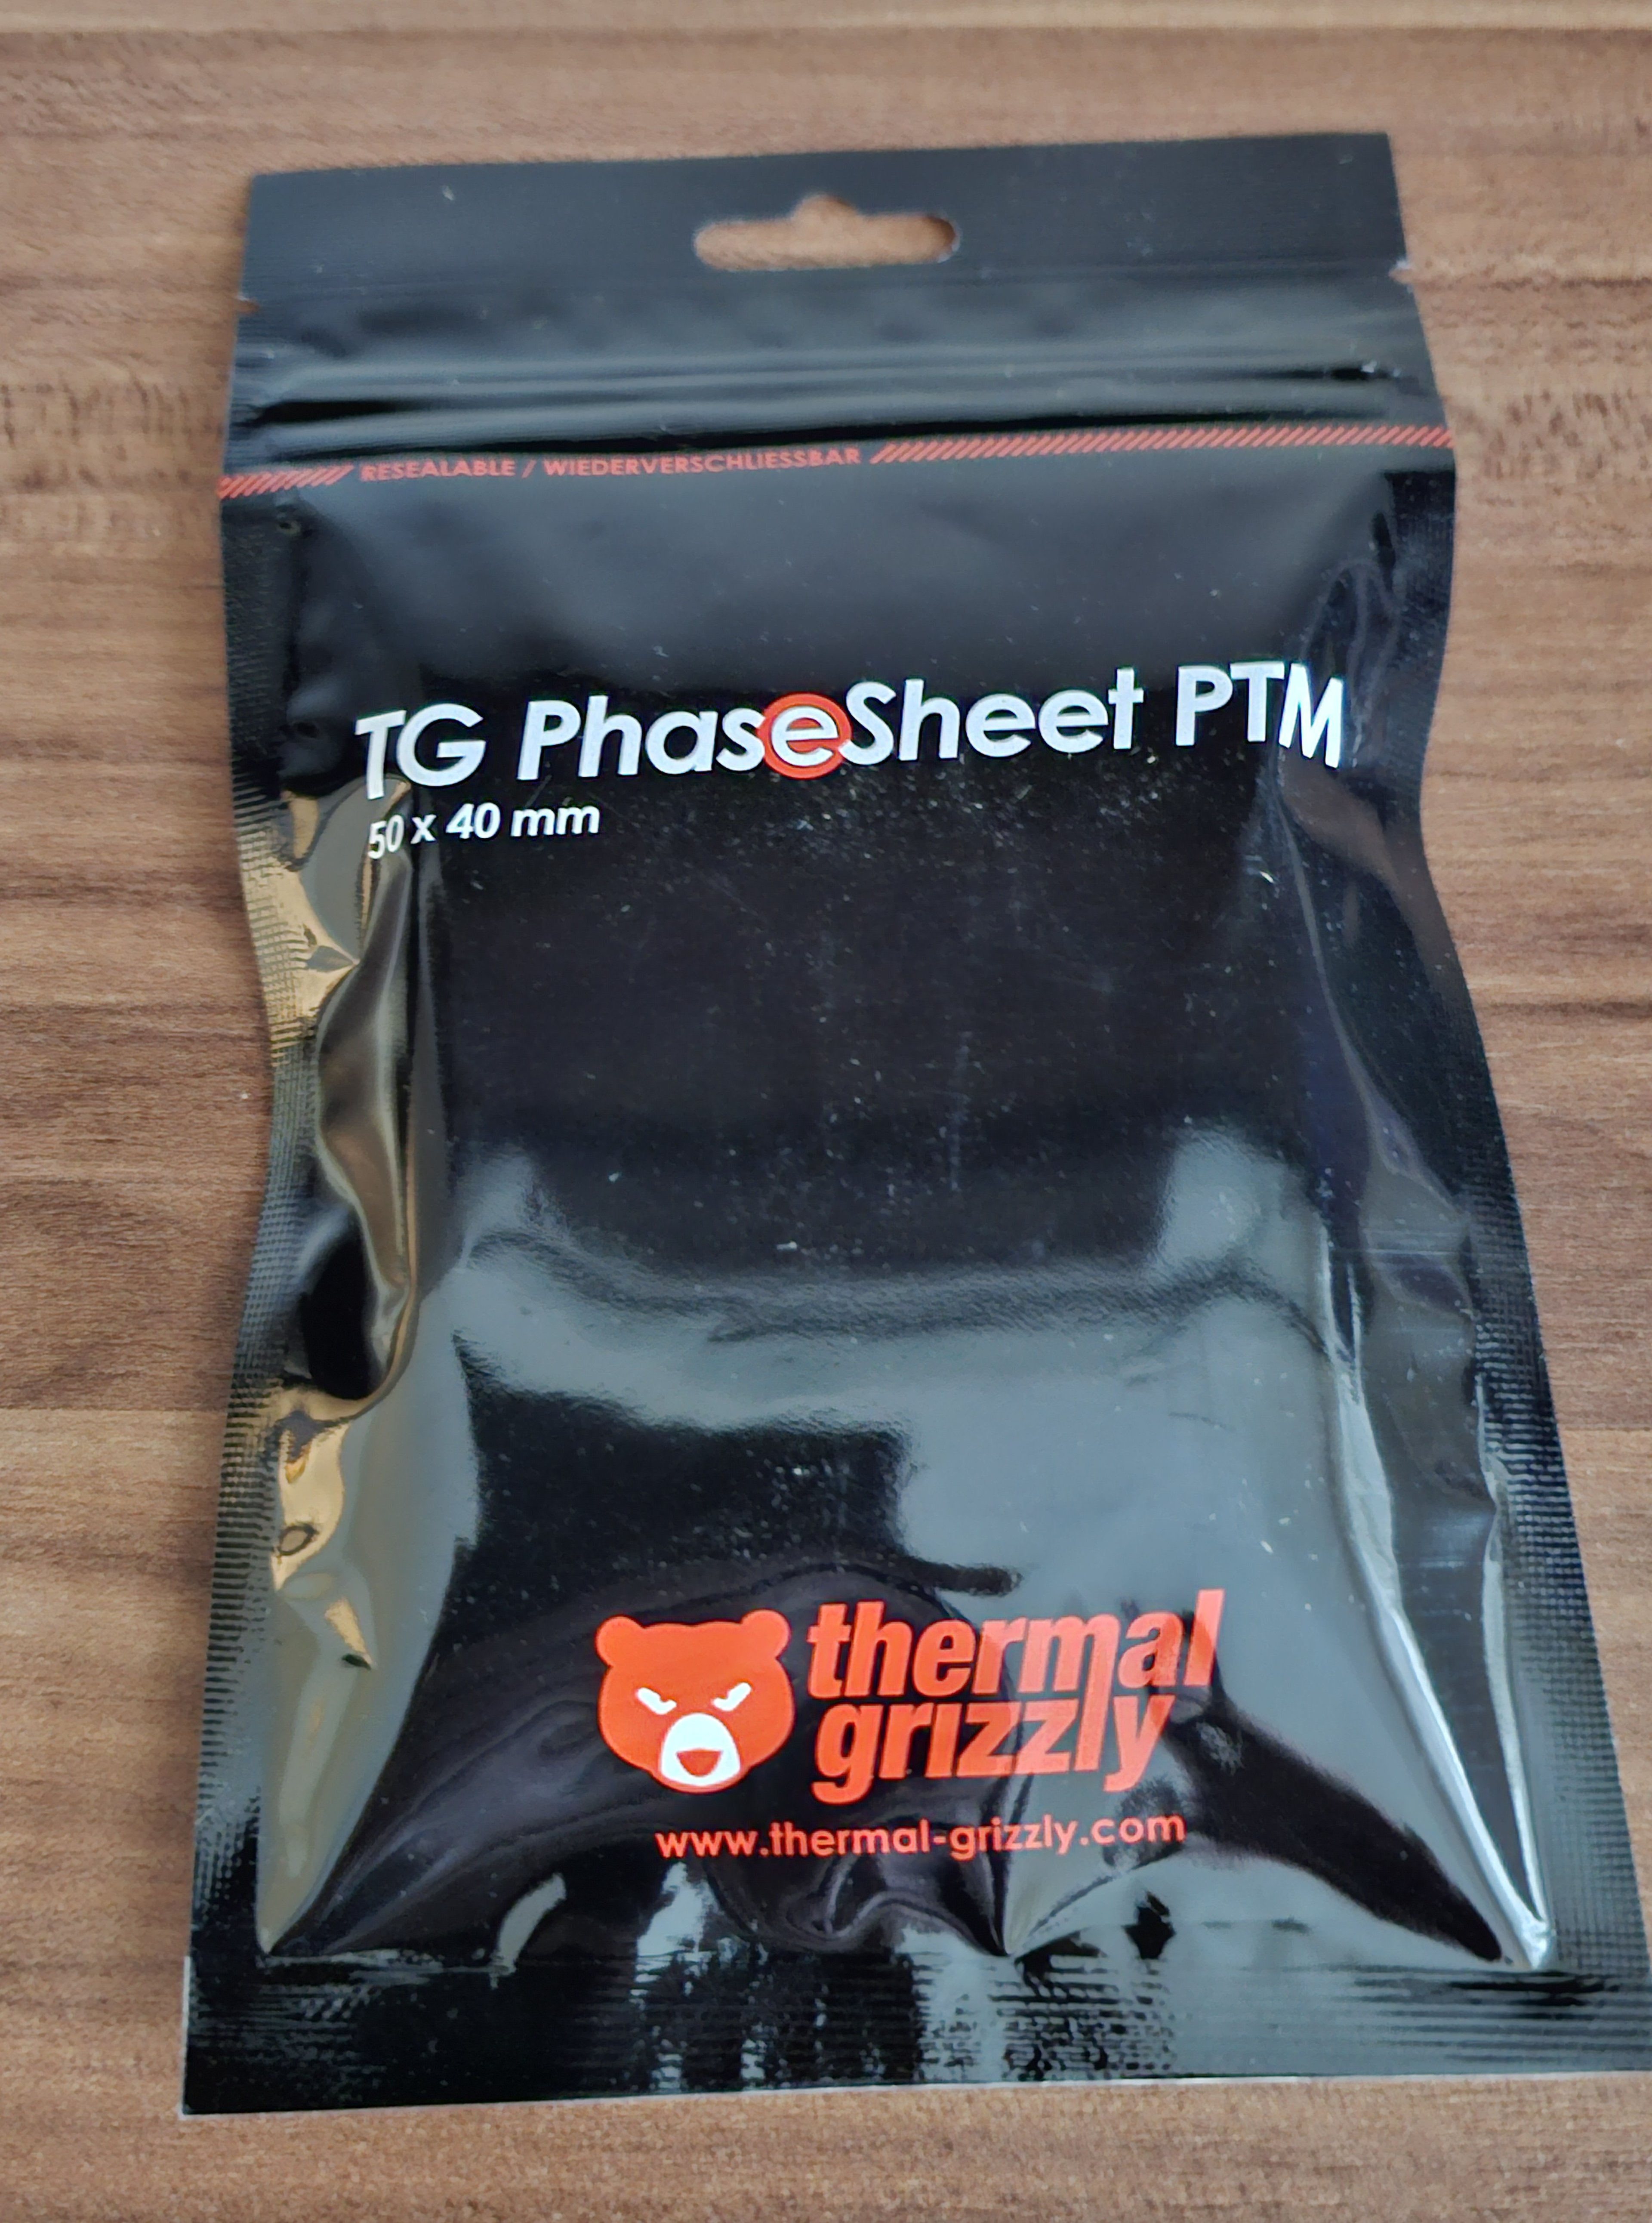 RESEALABLE / WIEDERVERSCHLIESSBAR
TG PhaseSheet PTM
50 x 40 mm
thermal
grizzly
www.thermal-grizzly.com